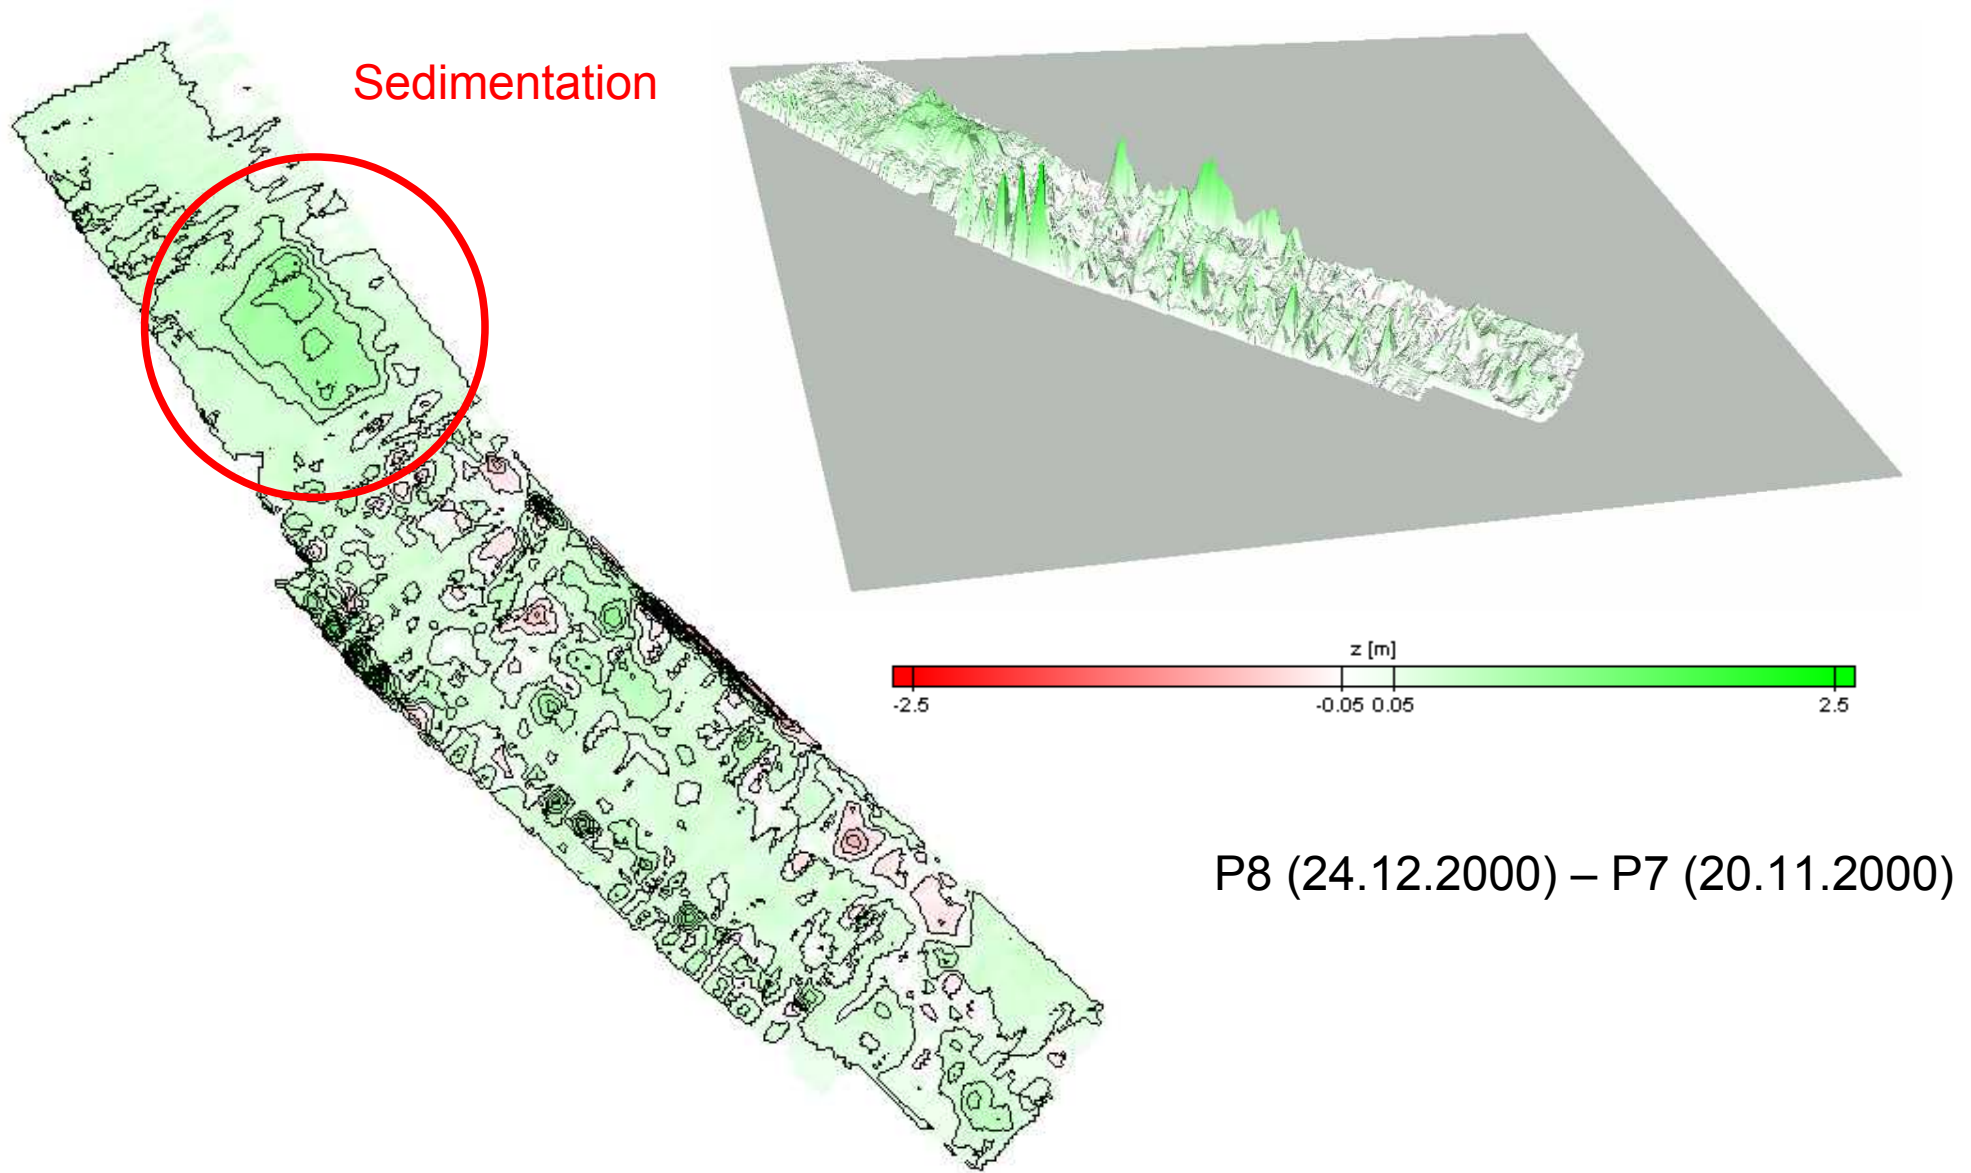 Sedimentation
z [m]
-2.5 -0.05 0.05 2.5
P8 (24.12.2000) – P7 (20.11.2000)